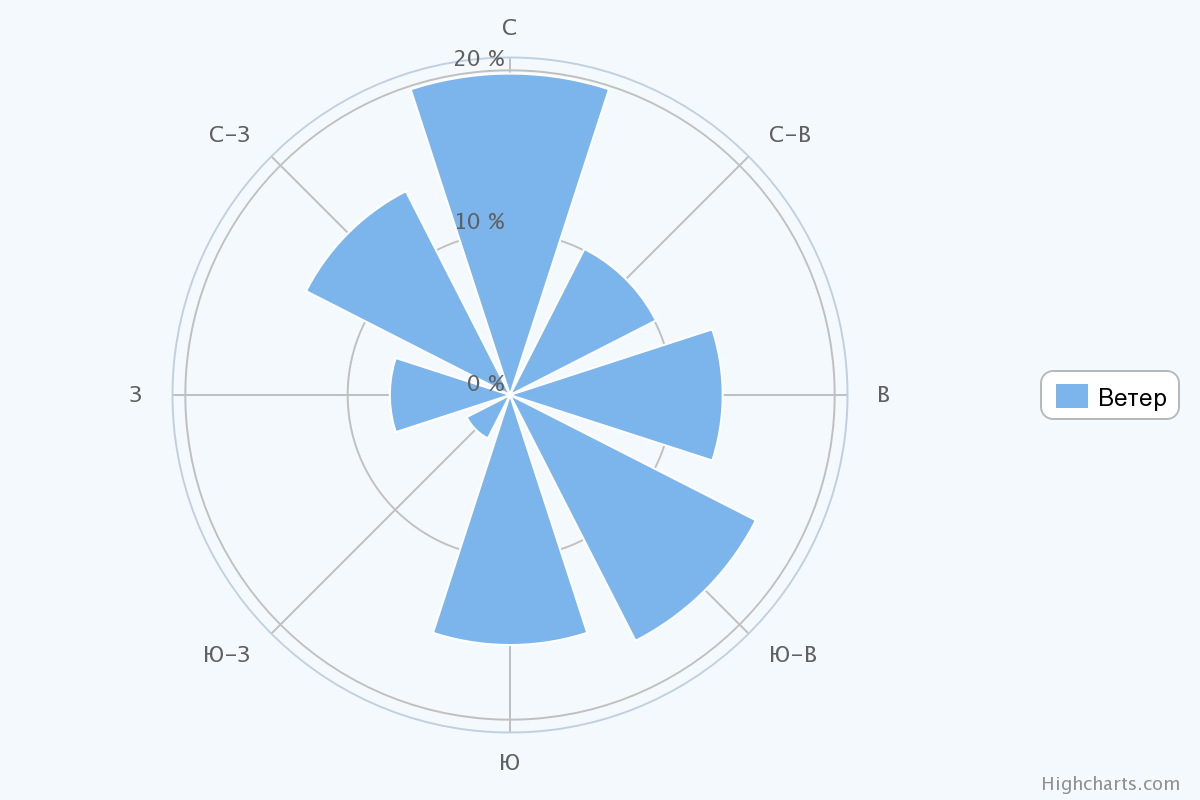 С
20 %
С-З
С-В
10 %
0 %
З
В
Ветер
Ю-З
Ю-В
Ю
Highcharts.com